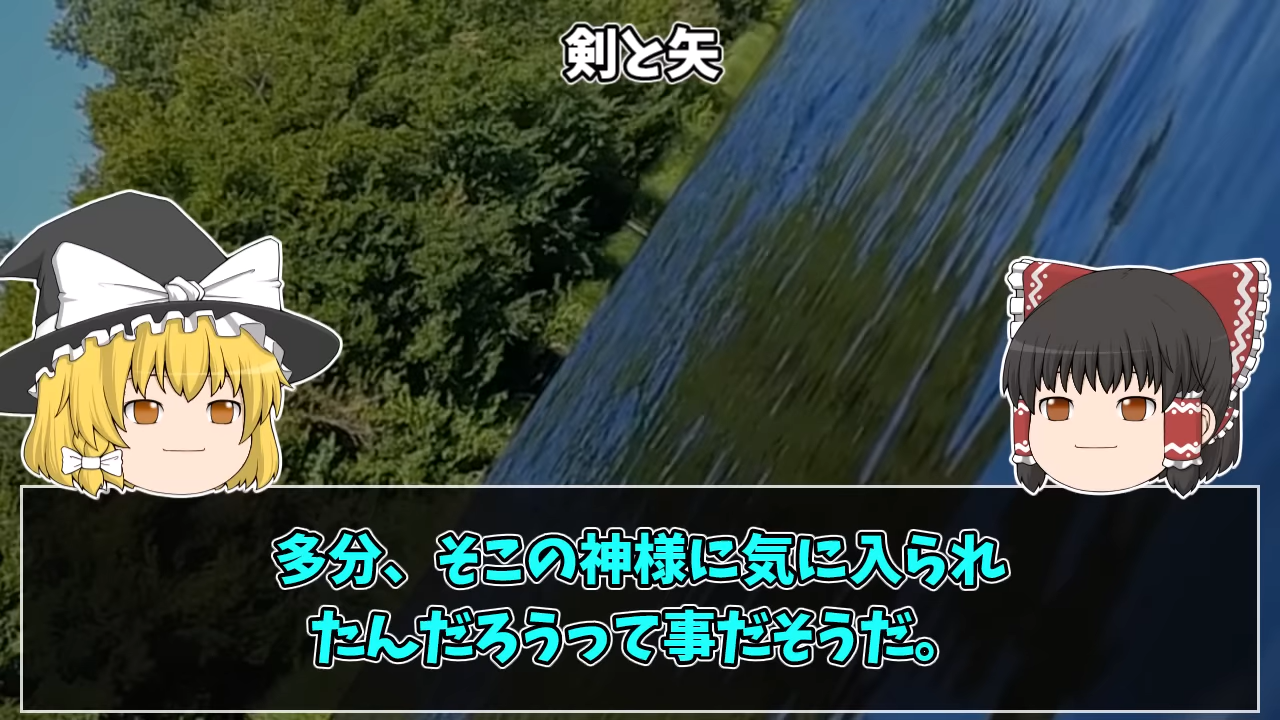 剣と矢
多分、そこの神様に気に入られ
たんだろうって事だそうだ。